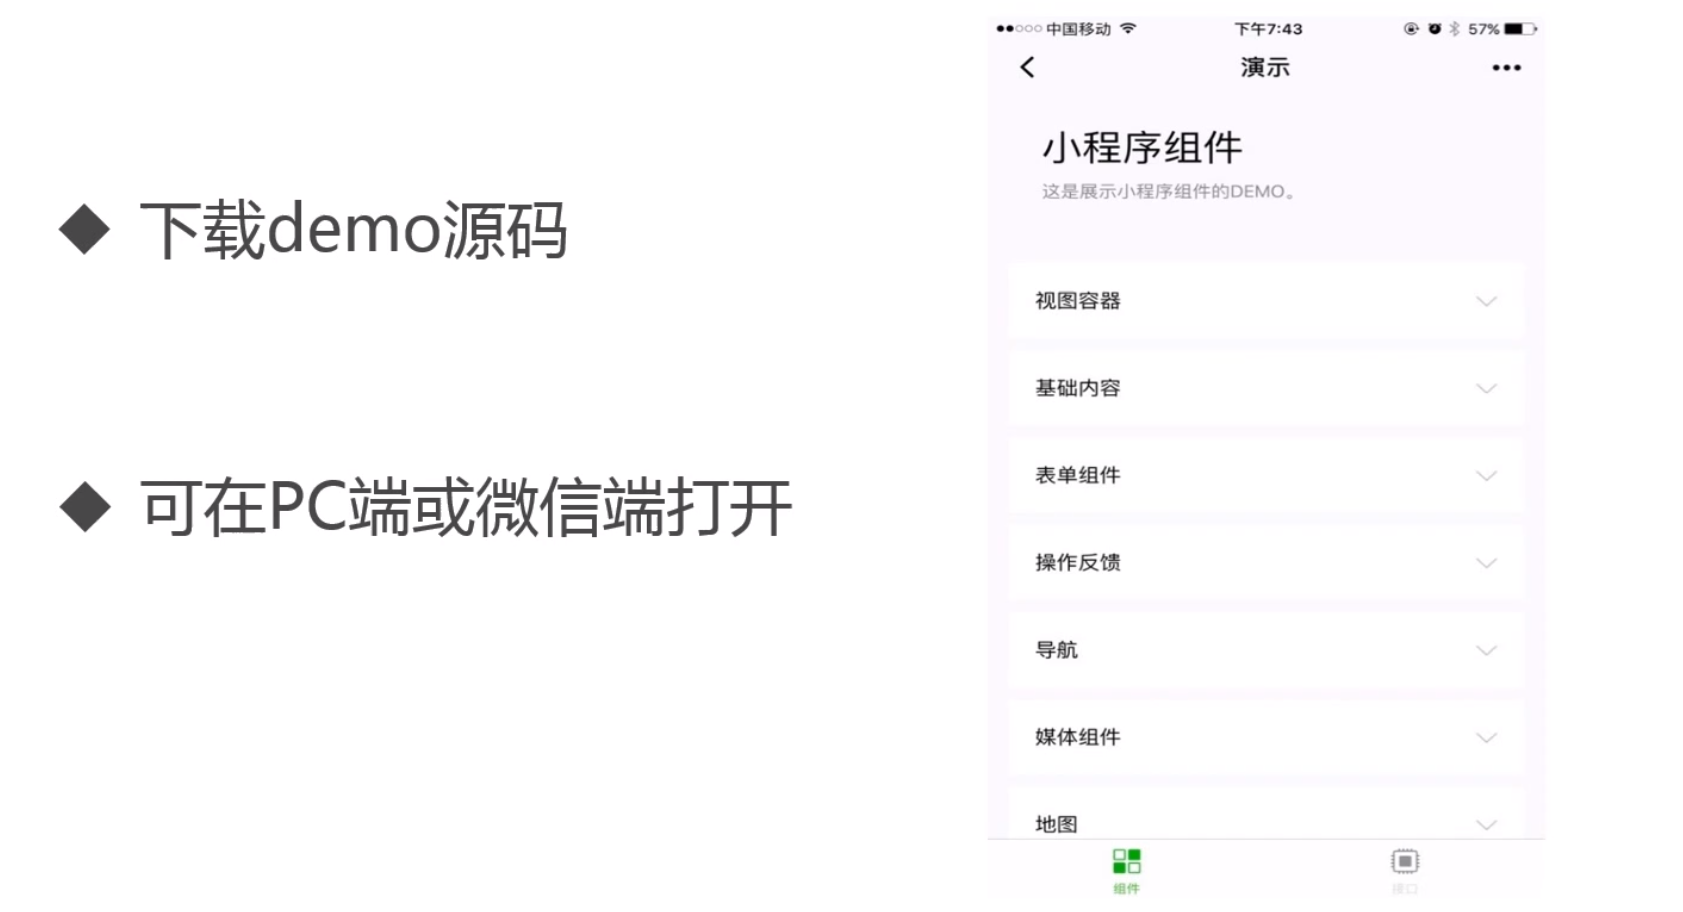 下载demo源码
可在PC端或微信端打开
中国移动 下午7:43 57%
演示
小程序组件
这是展示小程序组件的DEMO。
视图容器
基础内容
表单组件
操作反馈
导航
媒体组件
地图
组件 接口